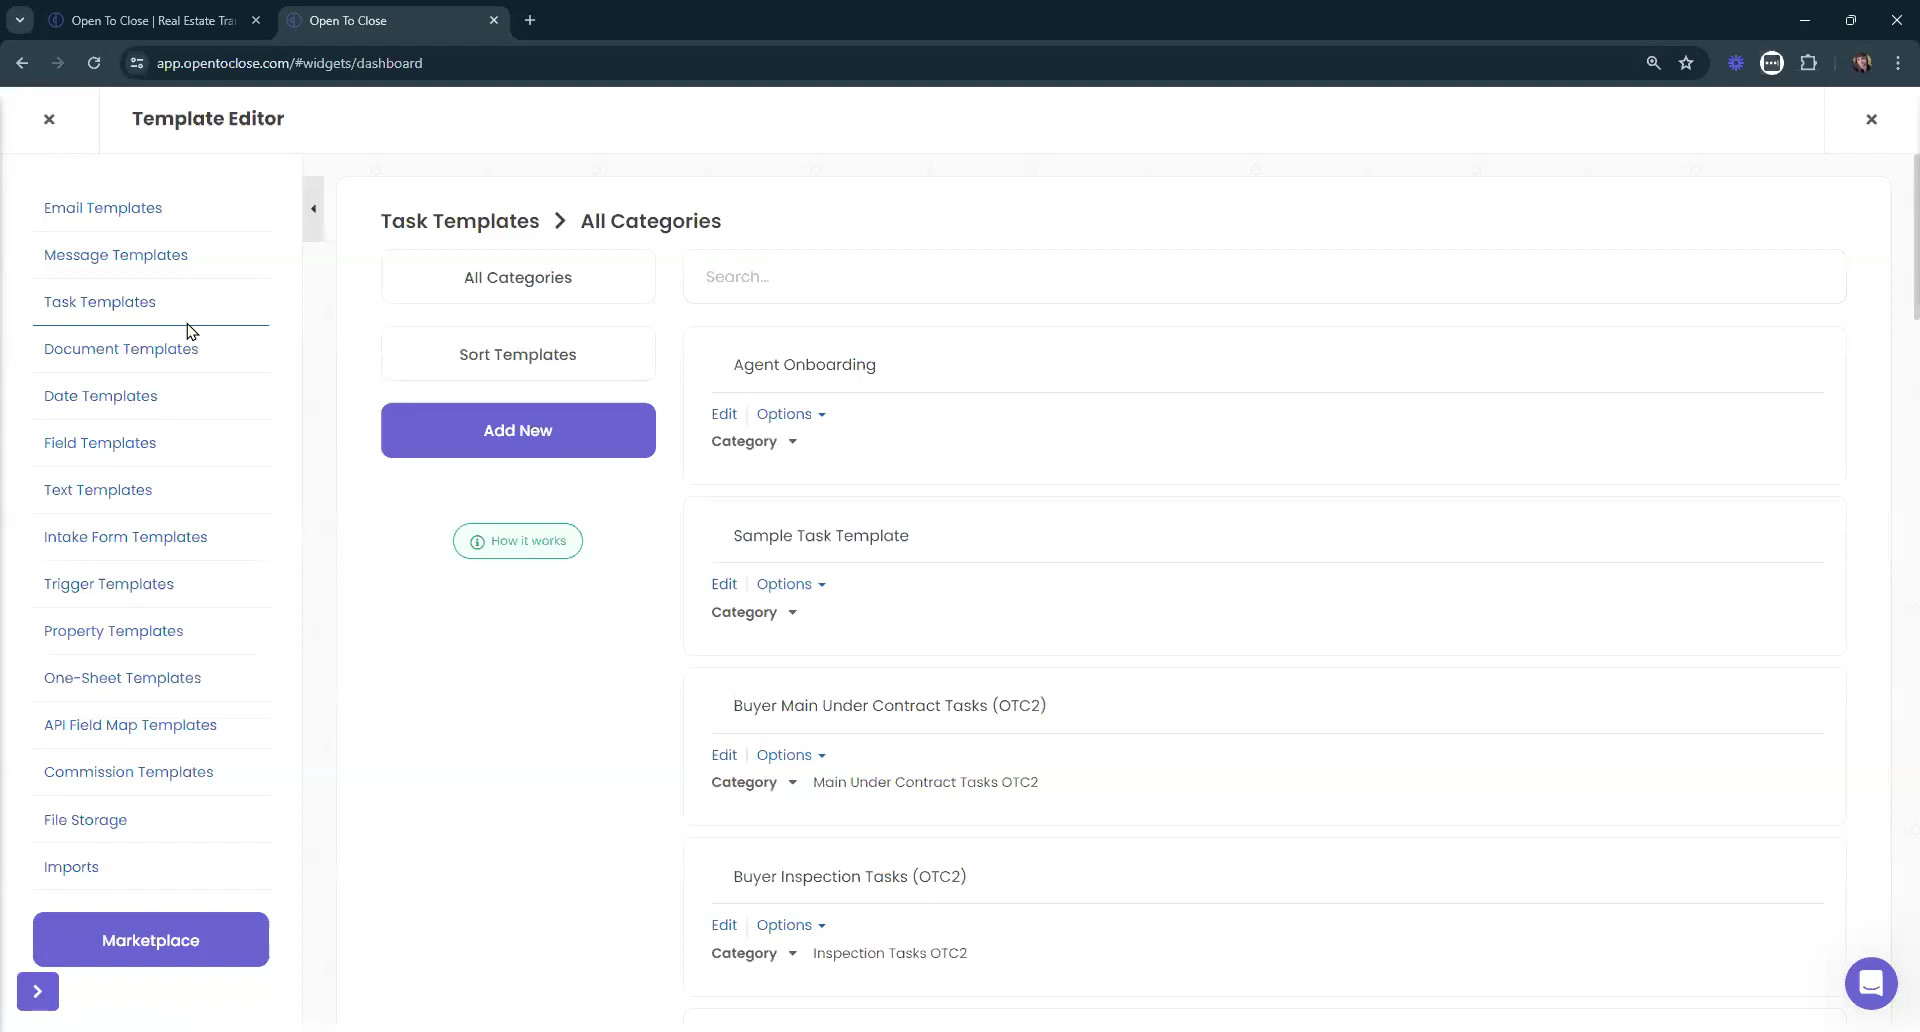 Open To Close | Real Estate Tra
Open To Close
app.opentoclose.com/#widgets/dashboard
Template Editor
Email Templates
Message Templates
Task Templates
Document Templates
Date Templates
Field Templates
Text Templates
Intake Form Templates
Trigger Templates
Property Templates
One-Sheet Templates
API Field Map Templates
Commission Templates
File Storage
Imports
Marketplace
Task Templates > All Categories
All Categories
Sort Templates
Add New
How it works
Search...
Agent Onboarding
Edit | Options
Category
Sample Task Template
Edit | Options
Category
Buyer Main Under Contract Tasks (OTC2)
Edit | Options
Category Main Under Contract Tasks OTC2
Buyer Inspection Tasks (OTC2)
Edit | Options
Category Inspection Tasks OTC2